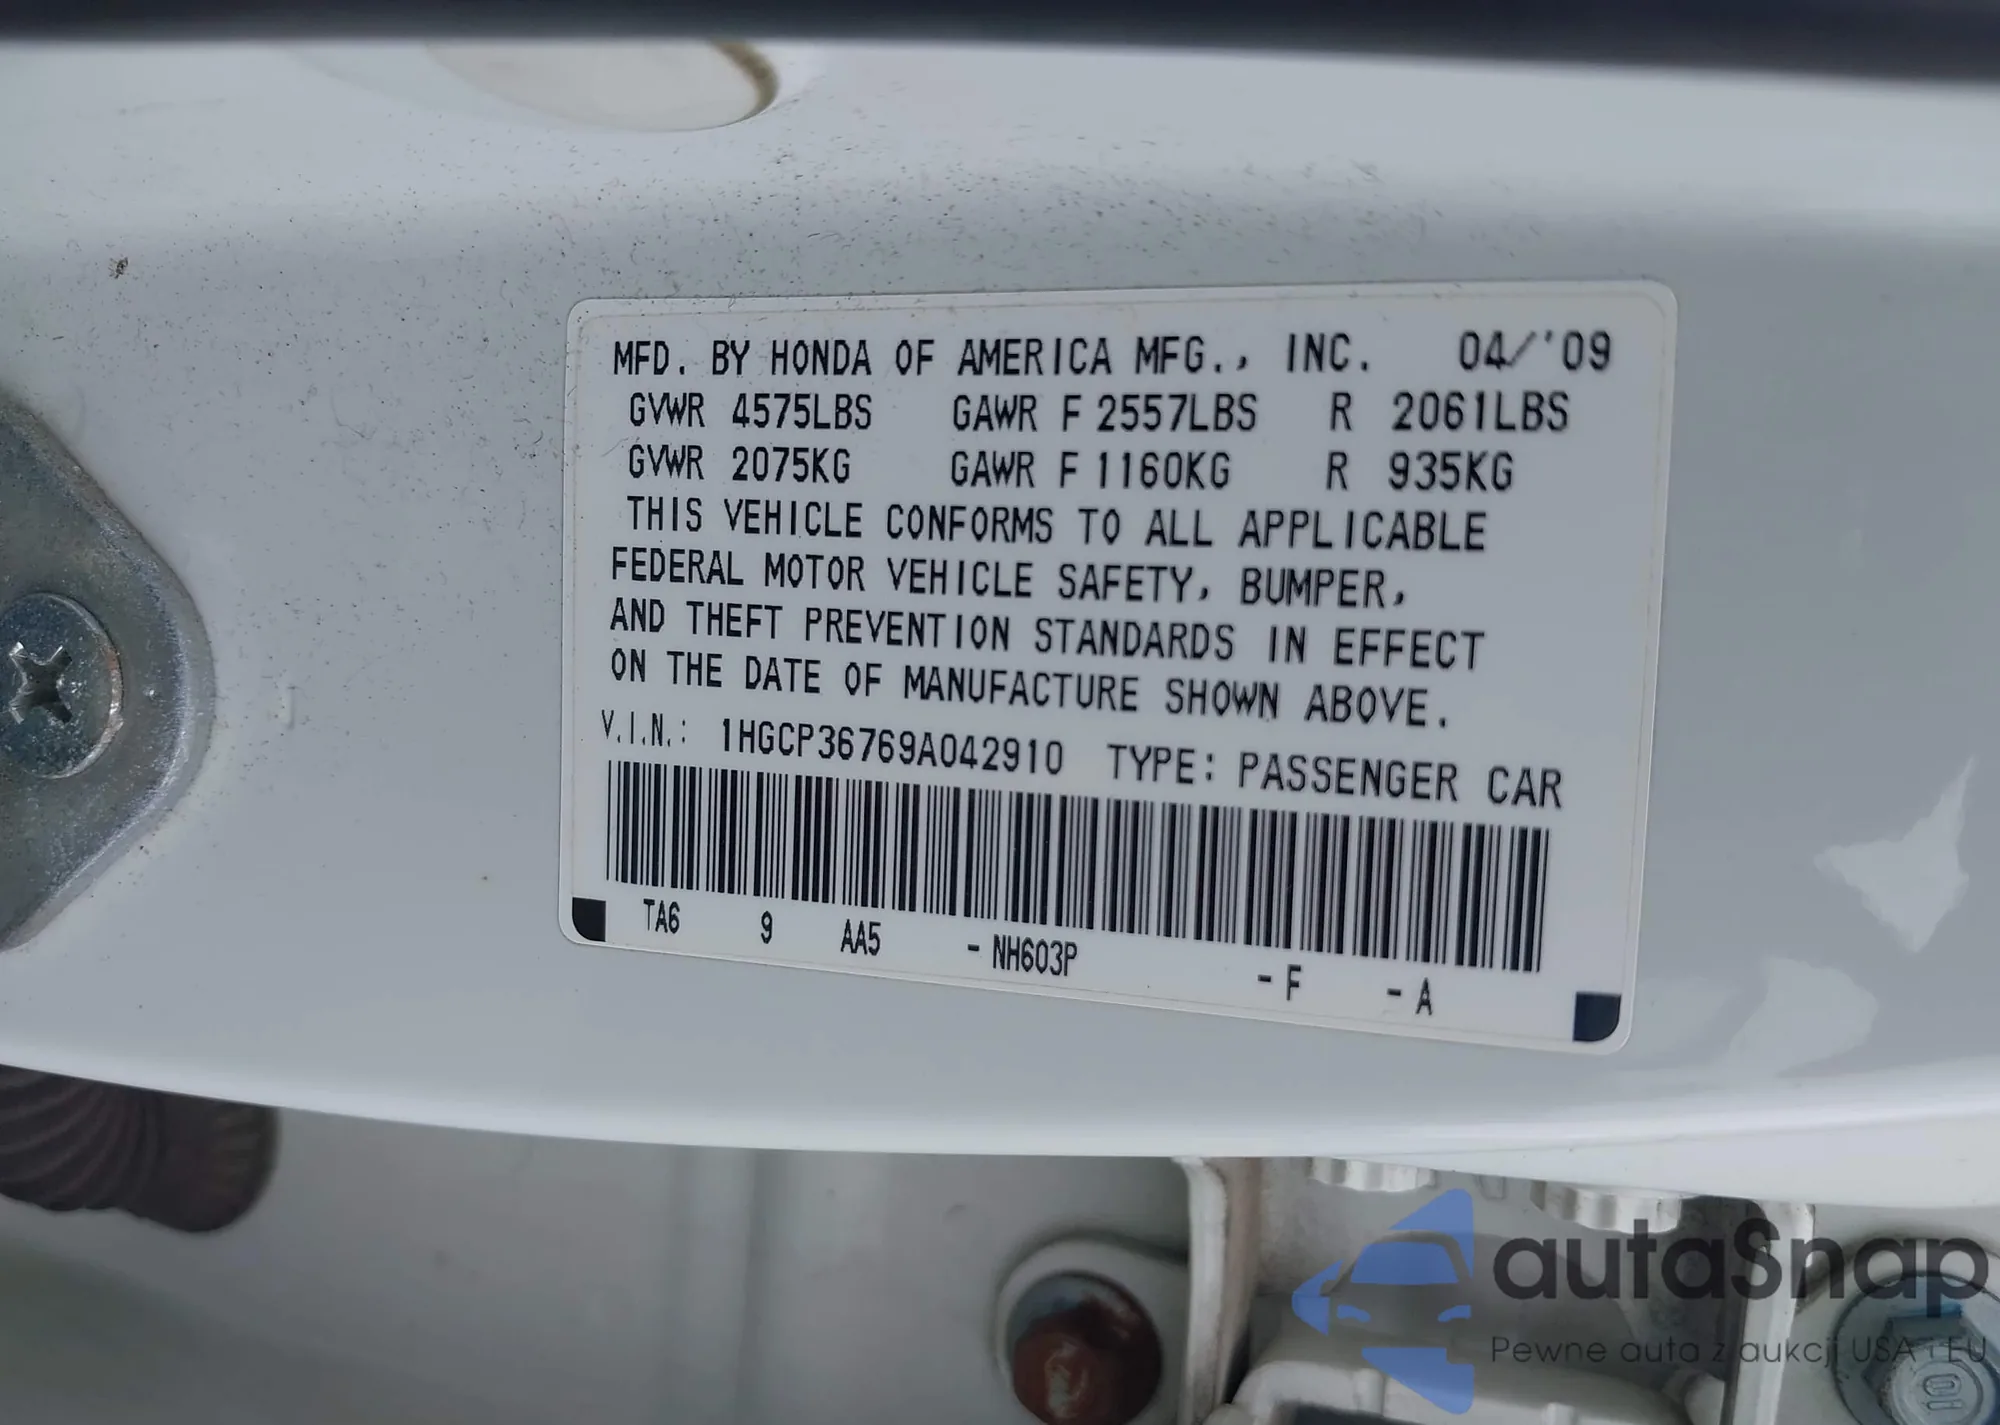 MFD. BY HONDA OF AMERICA MFG., INC. 04/'09
GVWR 4575LBS GAWR F 2557LBS R 2061LBS
GVWR 2075KG GAWR F 1160KG R 935KG
THIS VEHICLE CONFORMS TO ALL APPLICABLE
FEDERAL MOTOR VEHICLE SAFETY, BUMPER,
AND THEFT PREVENTION STANDARDS IN EFFECT
ON THE DATE OF MANUFACTURE SHOWN ABOVE.
V.I.N.: 1HGCP36769A042910 TYPE: PASSENGER CAR
TA6 9 AA5 - NH603P - F - A
autaSnap
Pewne auta z aukcji USA i EU
10